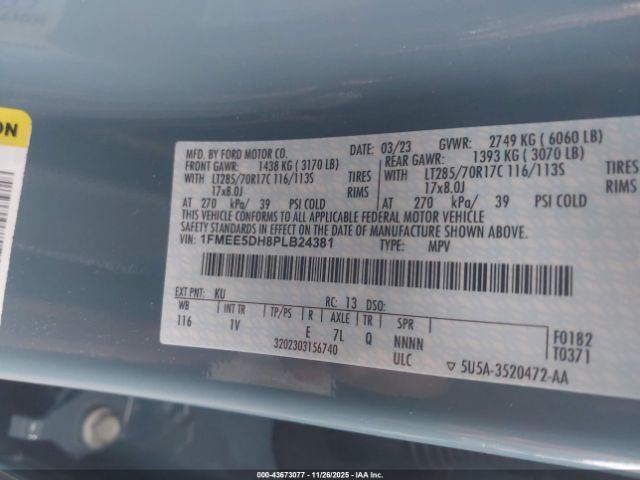 ON
MFD. BY FORD MOTOR CO.
DATE: 03/23 GVWR: 2749 KG ( 6060 LB)
FRONT GAWR: 1438 KG ( 3170 LB)
REAR GAWR: 1393 KG ( 3070 LB)
WITH LT285/70R17C 116/113S TIRES
WITH LT285/70R17C 116/113S TIRES
17x8.0J RIMS
17x8.0J RIMS
AT 270 kPa/ 39 PSI COLD
AT 270 kPa/ 39 PSI COLD
THIS VEHICLE CONFORMS TO ALL APPLICABLE FEDERAL MOTOR VEHICLE
SAFETY STANDARDS IN EFFECT ON THE DATE OF MANUFACTURE SHOWN ABOVE.
VIN: 1FMEE5DH8PLB24381 TYPE: MPV
EXT PNT: KU RC: 13 DSO:
WB INT TR TP/PS R AXLE TR SPR
116 1V E 7L Q NNNN
F0182
3202303156740 ULC T0371
5U5A-3520472-AA
00-43673077 — 11/26/2025 — IAAI.com